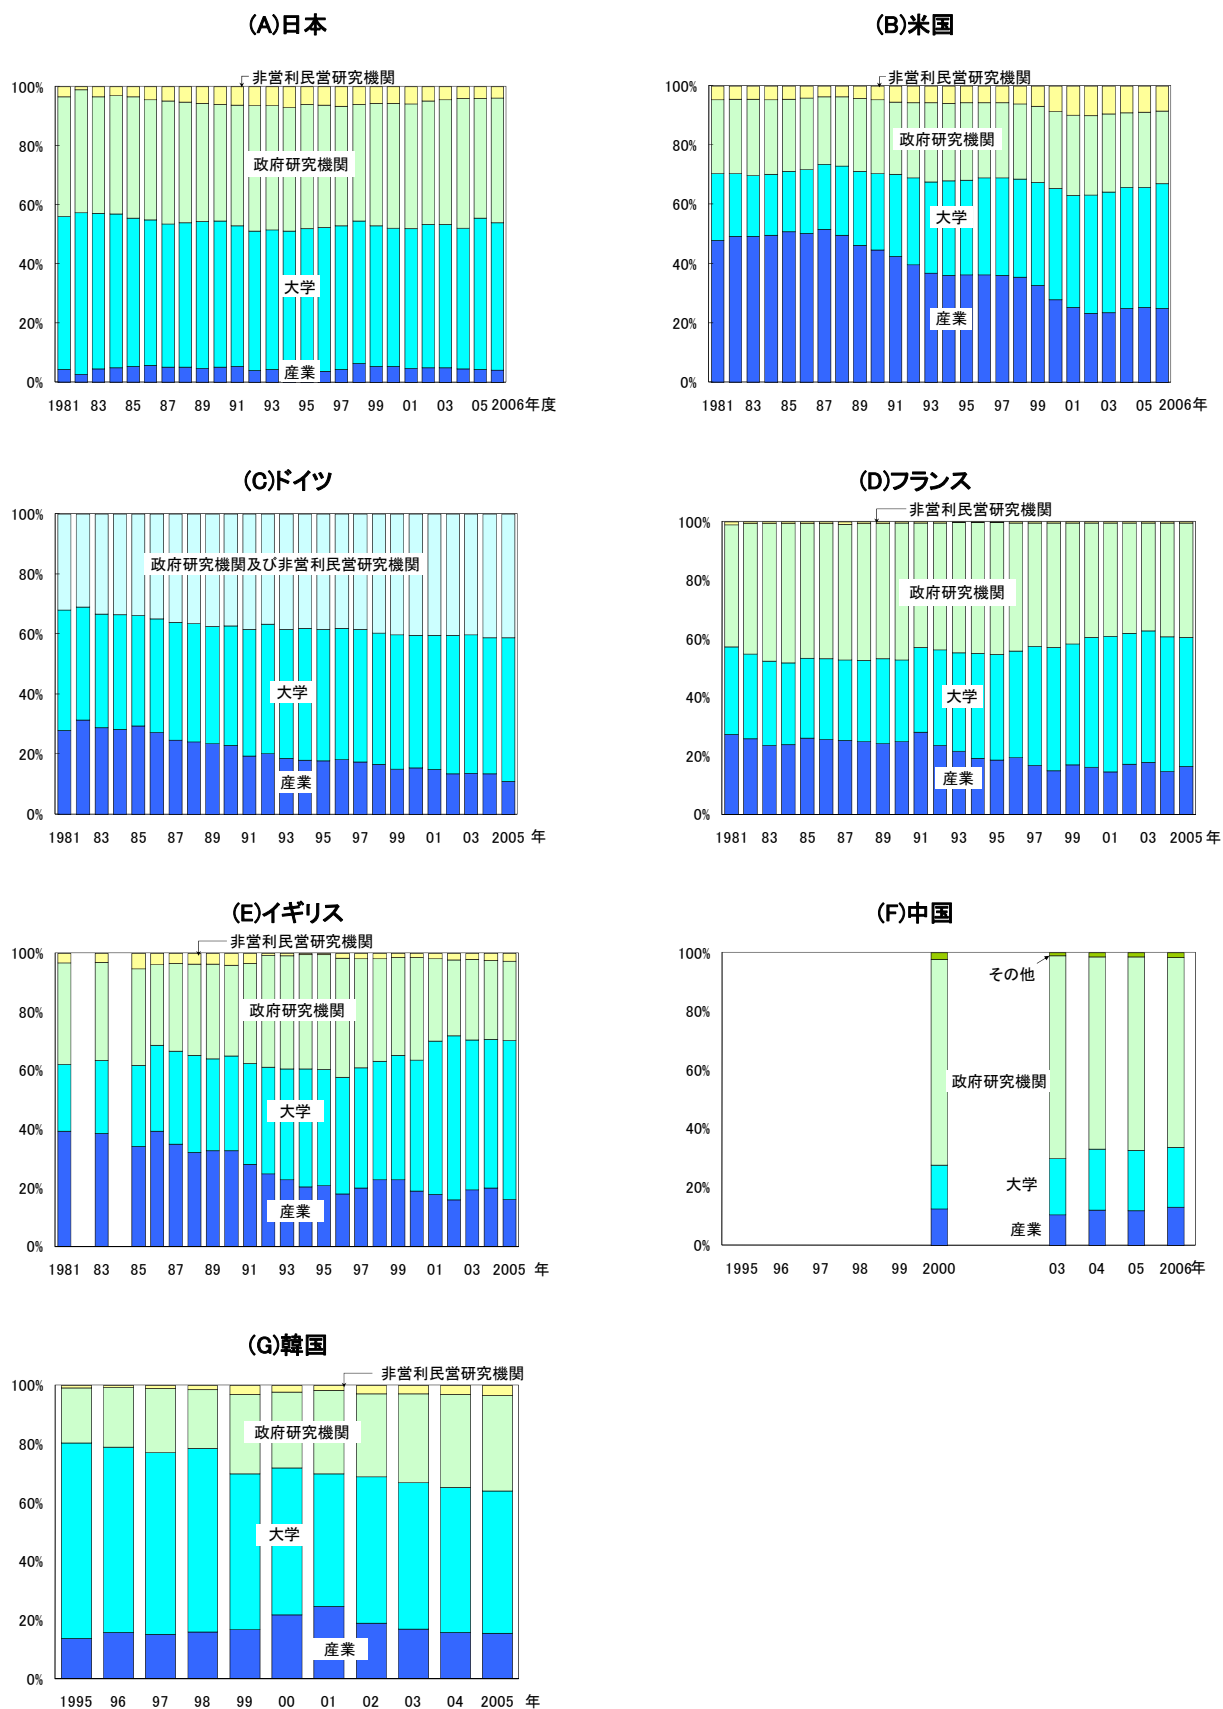 (A)日本
非営利民営研究機関
100%
80%
60%
40%
20%
0%
政府研究機関
大学
産業
1981 83 85 87 89 91 93 95 97 99 01 03 05 2006年度
(B)米国
非営利民営研究機関
100%
80%
60%
40%
20%
0%
政府研究機関
大学
産業
1981 83 85 87 89 91 93 95 97 99 01 03 05 2006年
(C)ドイツ
100%
80%
60%
40%
20%
0%
政府研究機関及び非営利民営研究機関
大学
産業
1981 83 85 87 89 91 93 95 97 99 01 03 2005 年
(D)フランス
非営利民営研究機関
100%
80%
60%
40%
20%
0%
政府研究機関
大学
産業
1981 83 85 87 89 91 93 95 97 99 01 03 2005 年
(E)イギリス
非営利民営研究機関
100%
80%
60%
40%
20%
0%
政府研究機関
大学
産業
1981 83 85 87 89 91 93 95 97 99 01 03 2005 年
(F)中国
100%
80%
60%
40%
20%
0%
その他
政府研究機関
大学
産業
1995 96 97 98 99 2000 03 04 05 2006年
(G)韓国
非営利民営研究機関
100%
80%
60%
40%
20%
0%
政府研究機関
大学
産業
1995 96 97 98 99 00 01 02 03 04 2005 年